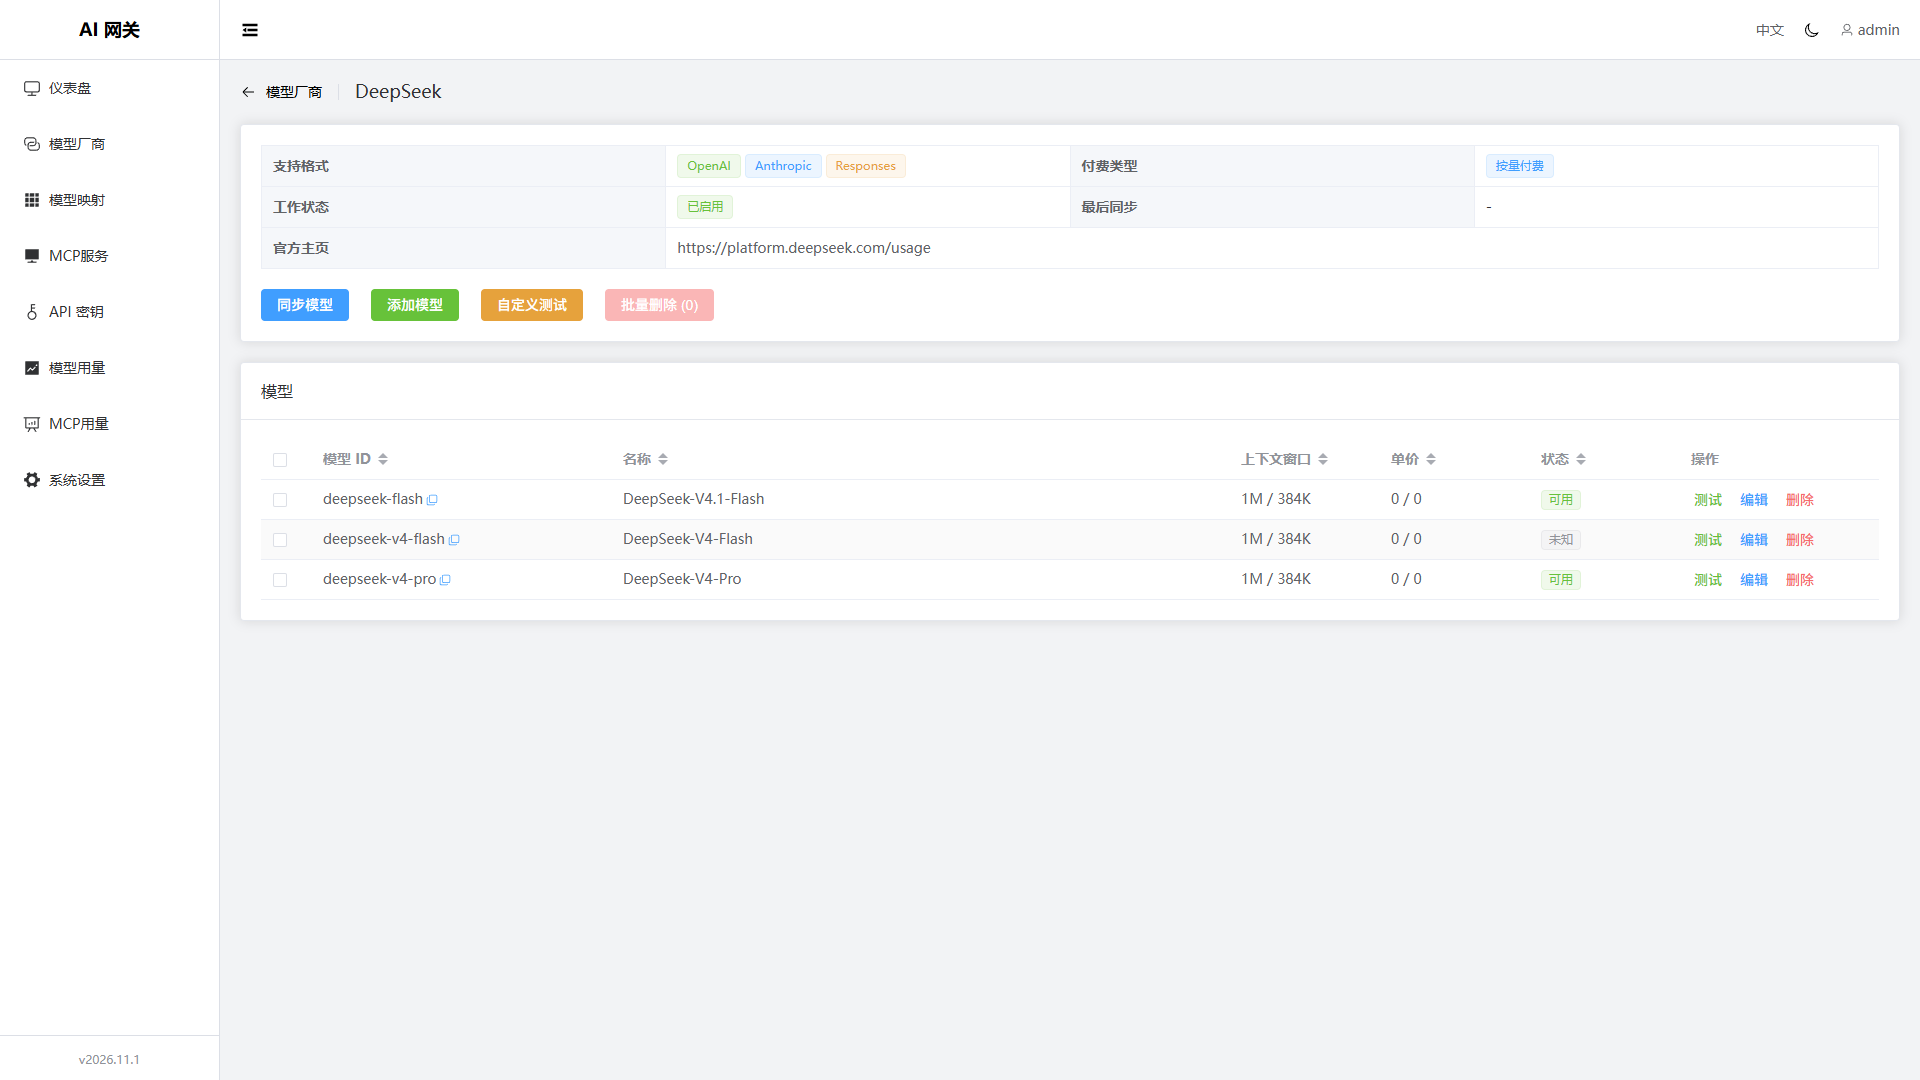 AI 网关
中文
admin
仪表盘
模型厂商
模型映射
MCP服务
API 密钥
模型用量
MCP用量
系统设置
v2026.11.1
模型厂商 DeepSeek
支持格式 OpenAI Anthropic Responses 付费类型 按量付费
工作状态 已启用 最后同步 -
官方主页 https://platform.deepseek.com/usage
同步模型 添加模型 自定义测试 批量删除 (0)
模型
模型 ID 名称 上下文窗口 单价 状态 操作
deepseek-flash DeepSeek-V4.1-Flash 1M / 384K 0 / 0 可用 测试 编辑 删除
deepseek-v4-flash DeepSeek-V4-Flash 1M / 384K 0 / 0 未知 测试 编辑 删除
deepseek-v4-pro DeepSeek-V4-Pro 1M / 384K 0 / 0 可用 测试 编辑 删除